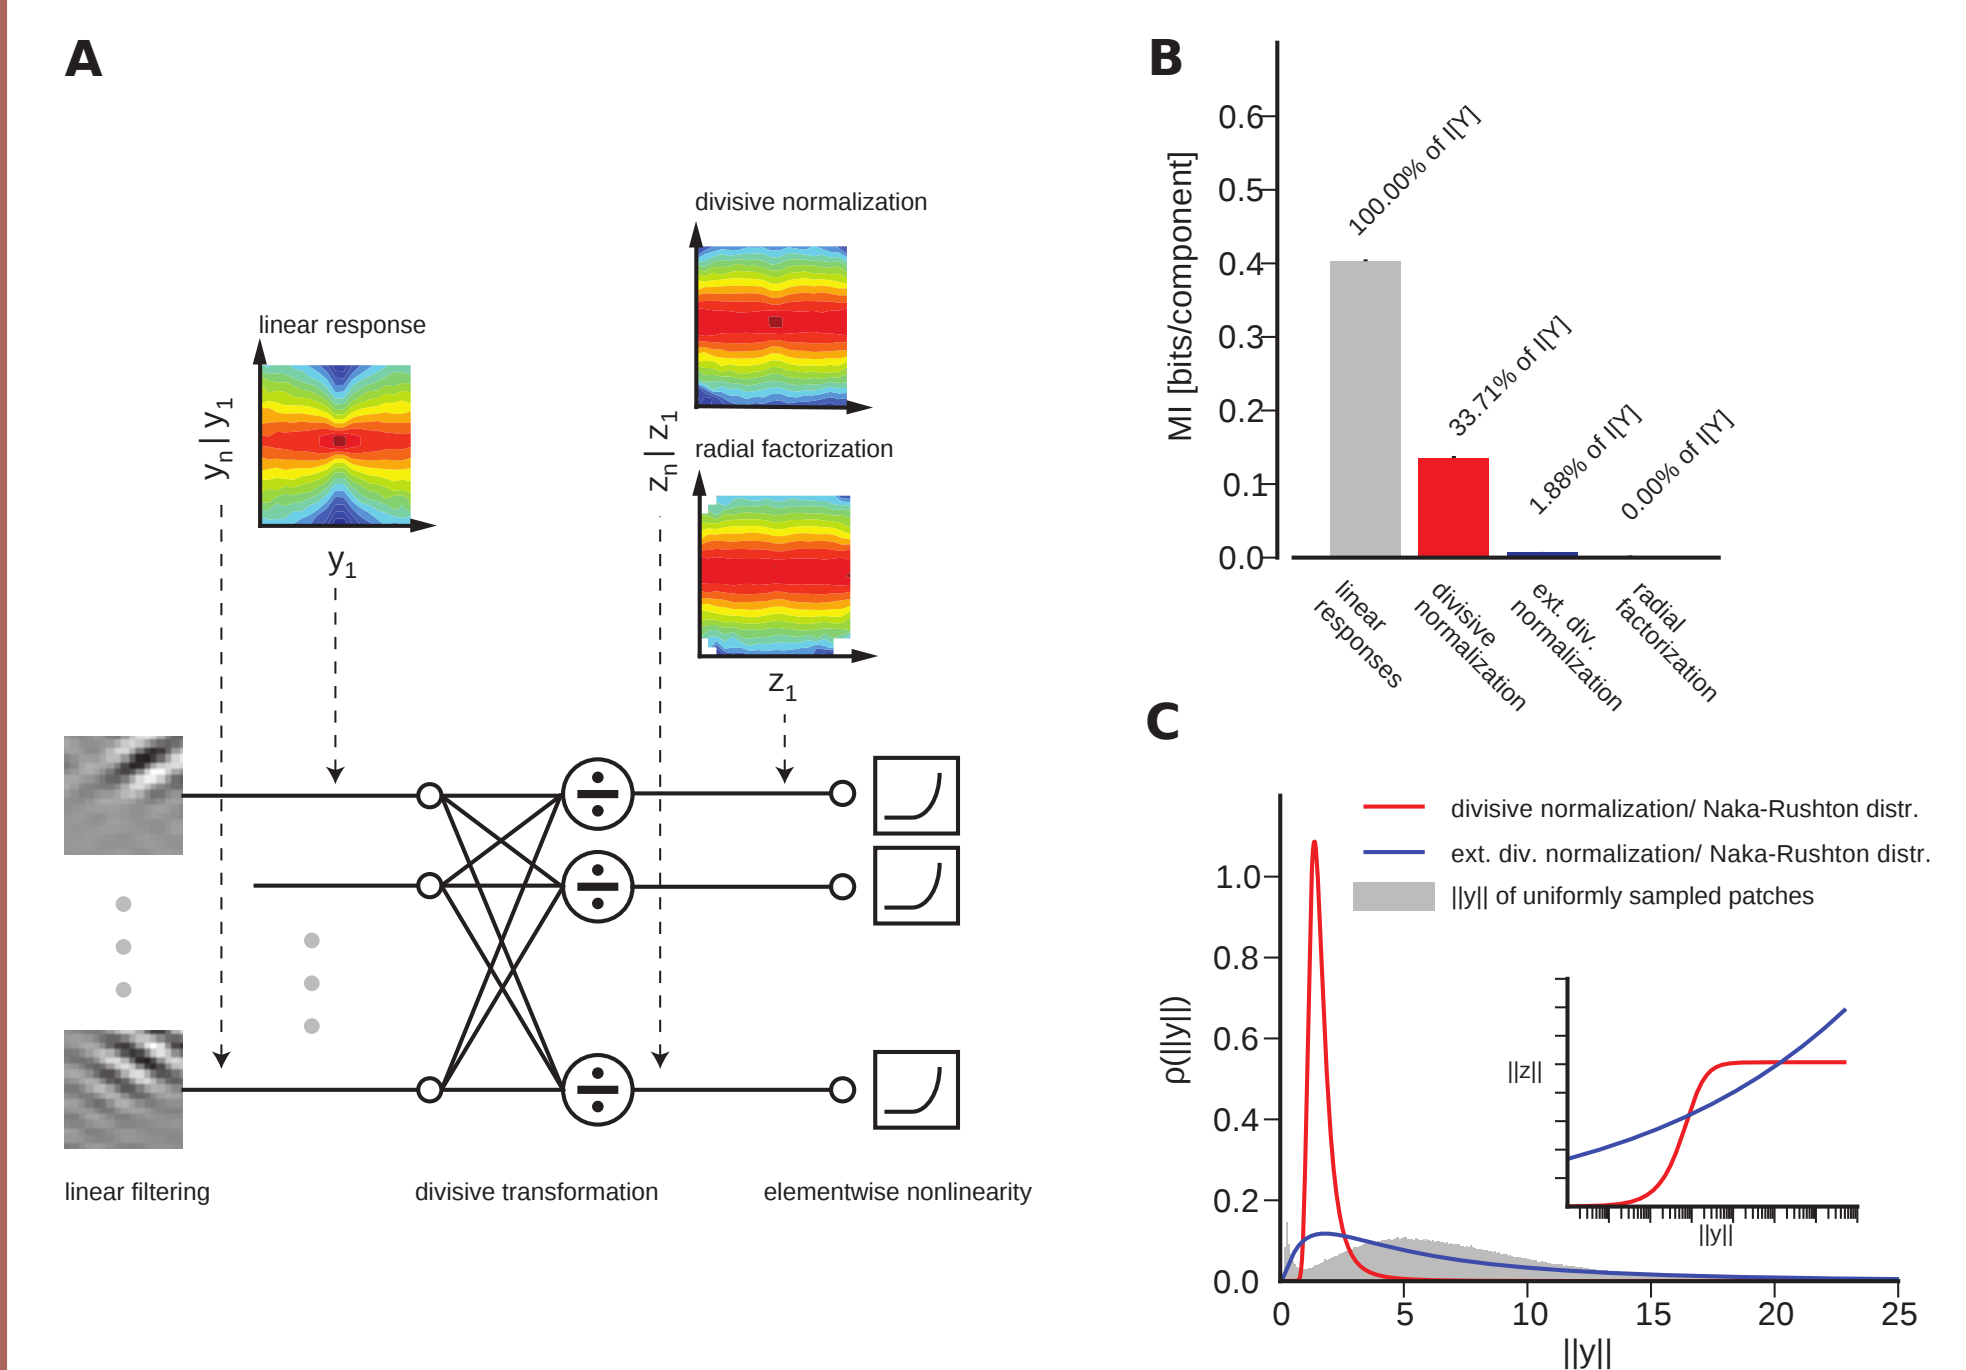 A
divisive normalization
linear response
yn | y1
y1
zn | z1
radial factorization
z1
linear filtering
divisive transformation
elementwise nonlinearity
B
MI [bits/component]
0.6
0.5
0.4
0.3
0.2
0.1
0.0
100.00% of I[Y]
33.71% of I[Y]
1.88% of I[Y]
0.00% of I[Y]
linear
responses
divisive
normalization
ext. div.
normalization
radial
factorization
C
divisive normalization/ Naka-Rushton distr.
ext. div. normalization/ Naka-Rushton distr.
||y|| of uniformly sampled patches
ρ(||y||)
1.0
0.8
0.6
0.4
0.2
0.0
||z||
||y||
0 5 10 15 20 25
||y||